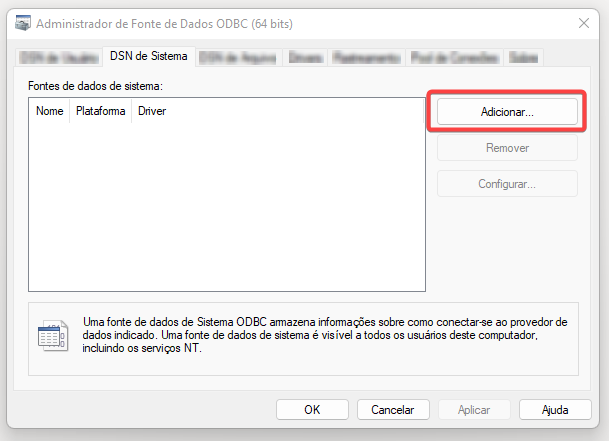 Administrador de Fonte de Dados ODBC (64 bits)
DSN de Usuário DSN de Sistema DSN de Arquivo Drivers Rastreamento Pool de Conexões Sobre
Fontes de dados de sistema:
Nome Plataforma Driver
Adicionar...
Remover
Configurar...
Uma fonte de dados de Sistema ODBC armazena informações sobre como conectar-se ao provedor de
dados indicado. Uma fonte de dados de sistema é visível a todos os usuários deste computador,
incluindo os serviços NT.
OK Cancelar Aplicar Ajuda